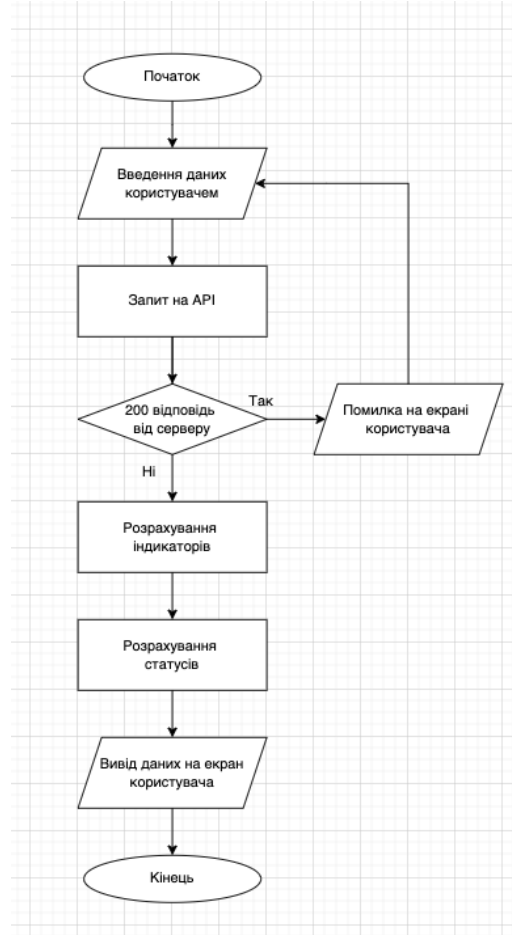 Початок
Введення даних
користувачем
Запит на API
200 відповідь
від серверу
Так
Помилка на екрані
користувача
Ні
Розрахування
індикаторів
Розрахування
статусів
Вивід даних на екран
користувача
Кінець